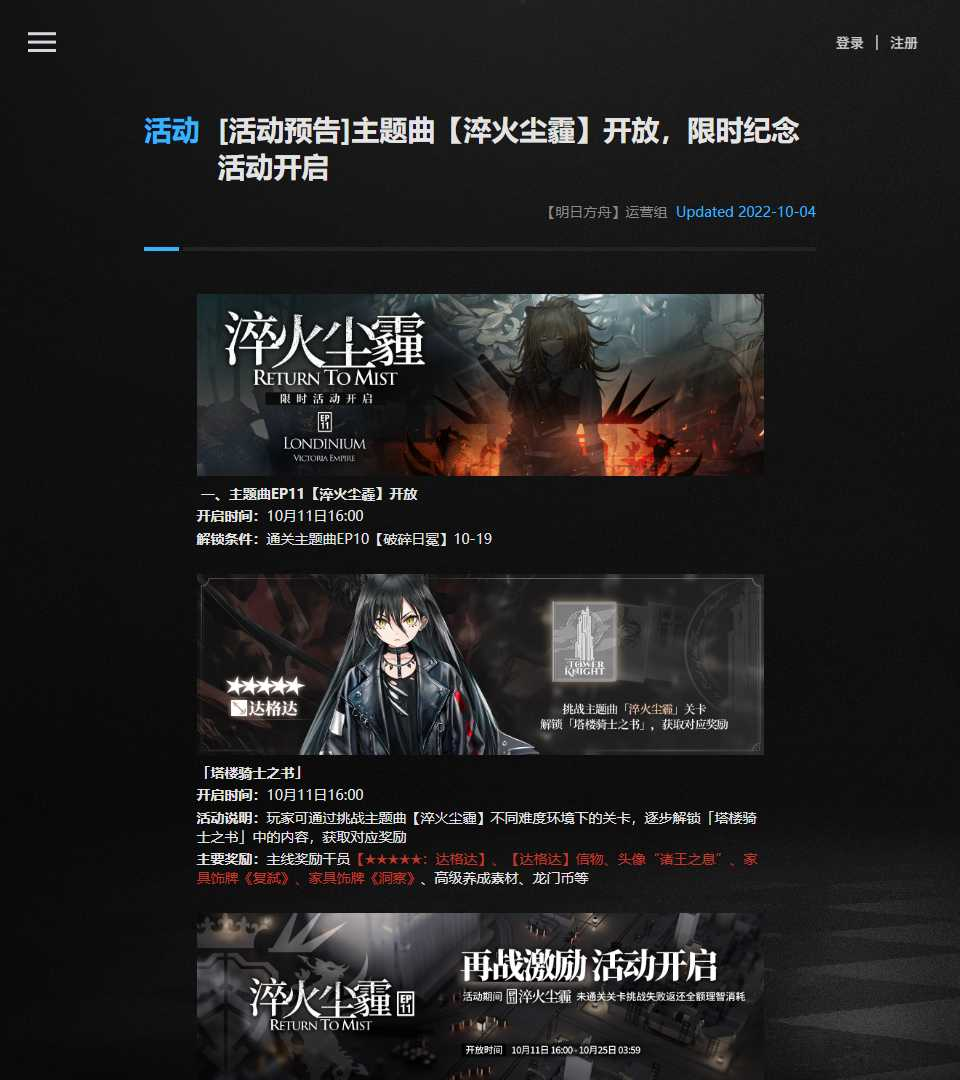 登录 | 注册
活动 [活动预告]主题曲【淬火尘霾】开放，限时纪念
活动开启
【明日方舟】运营组 Updated 2022-10-04
淬火尘霾
RETURN TO MIST
限时活动开启
EP
11
LONDINIUM
VICTORIA EMPIRE
一、主题曲EP11【淬火尘霾】开放
开启时间：10月11日16:00
解锁条件：通关主题曲EP10【破碎日冕】10-19
★★★★★
达格达
TOWER
KNIGHT
挑战主题曲「淬火尘霾」关卡
解锁「塔楼骑士之书」，获取对应奖励
「塔楼骑士之书」
开启时间：10月11日16:00
活动说明：玩家可通过挑战主题曲【淬火尘霾】不同难度环境下的关卡，逐步解锁「塔楼骑
士之书」中的内容，获取对应奖励
主要奖励：主线奖励干员【★★★★★：达格达】、【达格达】信物、头像“诸王之息”、家
具饰牌《复弑》、家具饰牌《洞察》、高级养成素材、龙门币等
淬火尘霾 EP 11
RETURN TO MIST
再战激励 活动开启
活动期间 EP 11 淬火尘霾 未通关关卡挑战失败返还全额理智消耗
开放时间 10月11日 16:00 - 10月25日 03:59